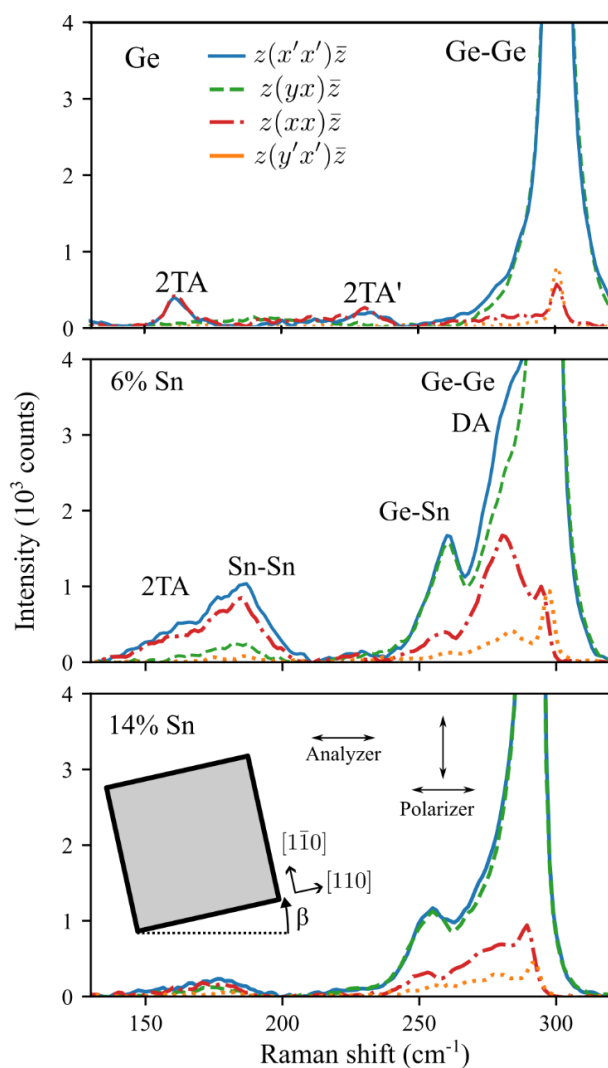 4
3
2
1
0
Ge
z(x′x′)z̄
z(yx)z̄
z(xx)z̄
z(y′x′)z̄
Ge-Ge
2TA
2TA'
4
3
2
1
0
6% Sn
Ge-Ge
DA
Ge-Sn
Sn-Sn
2TA
Intensity (10³ counts)
4
3
2
1
0
14% Sn
Analyzer
Polarizer
[11̄0]
[110]
β
150 200 250 300
Raman shift (cm⁻¹)